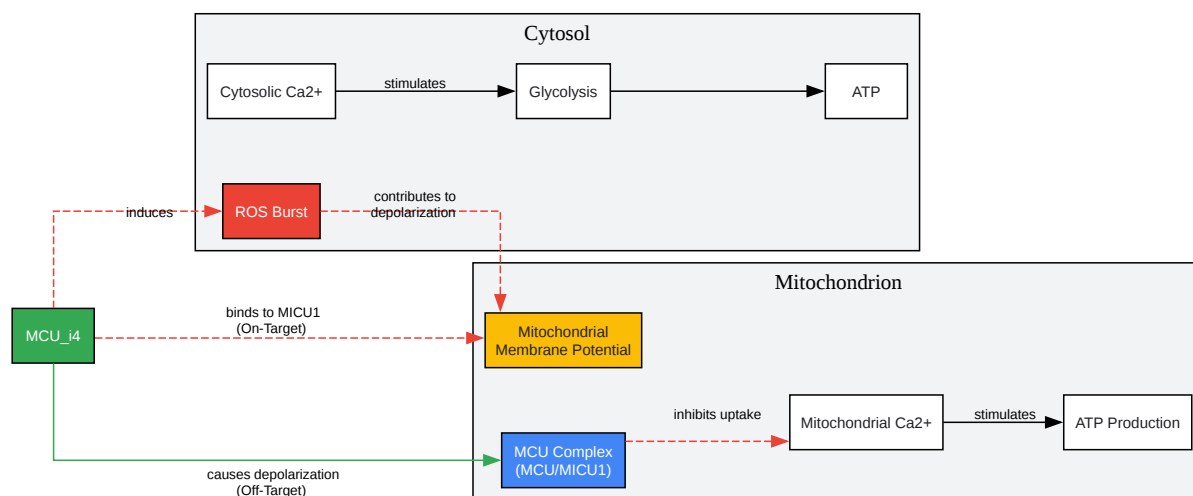 Cytosol
Cytosolic Ca2+
stimulates
Glycolysis
ATP
induces
ROS Burst
contributes to
depolarization
Mitochondrion
MCU_i4
binds to MICU1
(On-Target)
Mitochondrial
Membrane Potential
inhibits uptake
Mitochondrial Ca2+
stimulates
ATP Production
MCU Complex
(MCU/MICU1)
causes depolarization
(Off-Target)